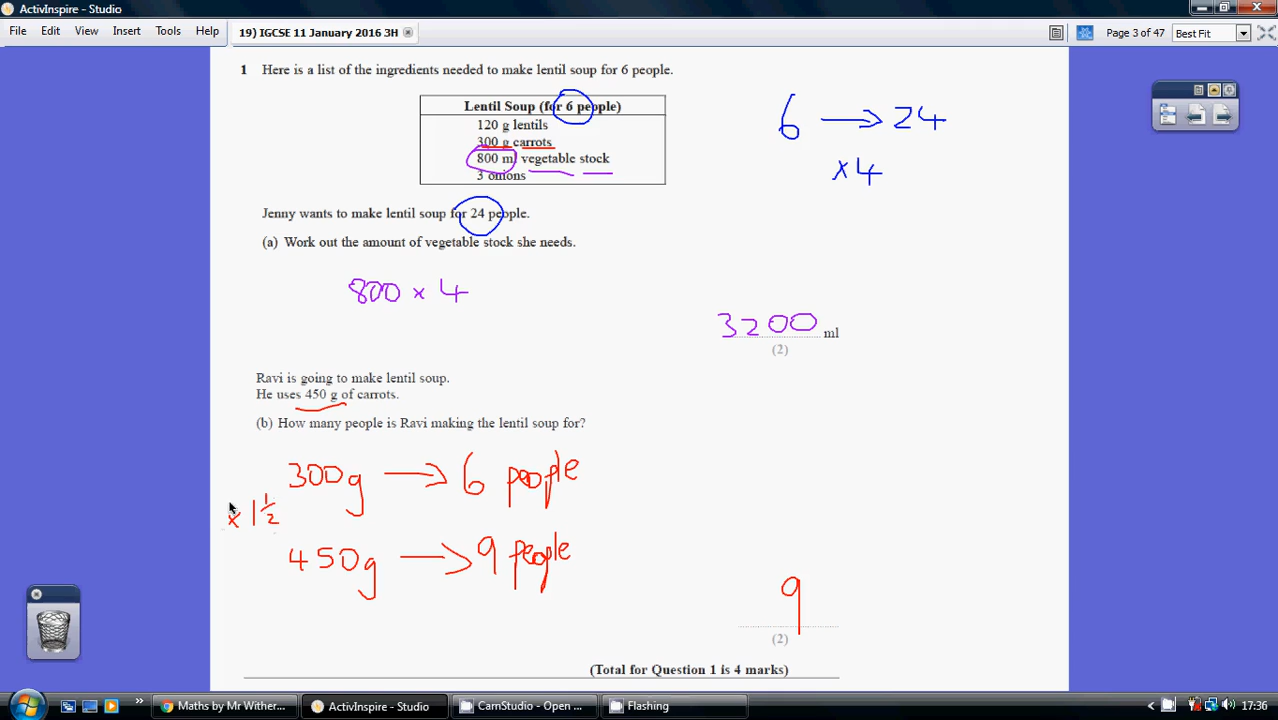 ActivInspire - Studio
File Edit View Insert Tools Help 19) IGCSE 11 January 2016 3H Page 3 of 47 Best Fit
1 Here is a list of the ingredients needed to make lentil soup for 6 people.
Lentil Soup (for 6 people)
120 g lentils
300 g carrots
800 ml vegetable stock
3 onions
6 → 24
×4
Jenny wants to make lentil soup for 24 people.
(a) Work out the amount of vegetable stock she needs.
800 × 4
3200 ml
(2)
Ravi is going to make lentil soup.
He uses 450 g of carrots.
(b) How many people is Ravi making the lentil soup for?
300g → 6 people
× 1 1/2
450g → 9 people
9
(2)
(Total for Question 1 is 4 marks)
Maths by Mr Wither... ActivInspire - Studio CamStudio - Open ... Flashing 17:36